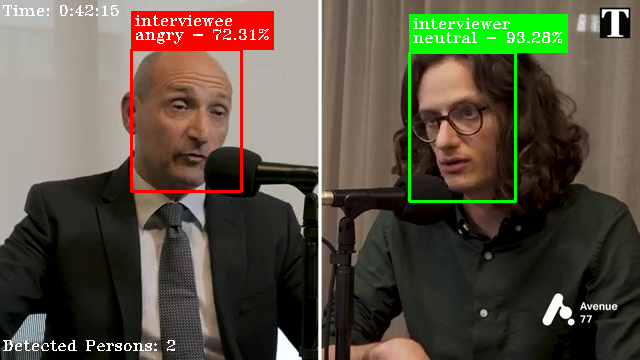 Time: 0:42:15
interviewee
angry - 72.31%
interviewer
neutral - 93.28%
T
Avenue
77
Detected Persons: 2